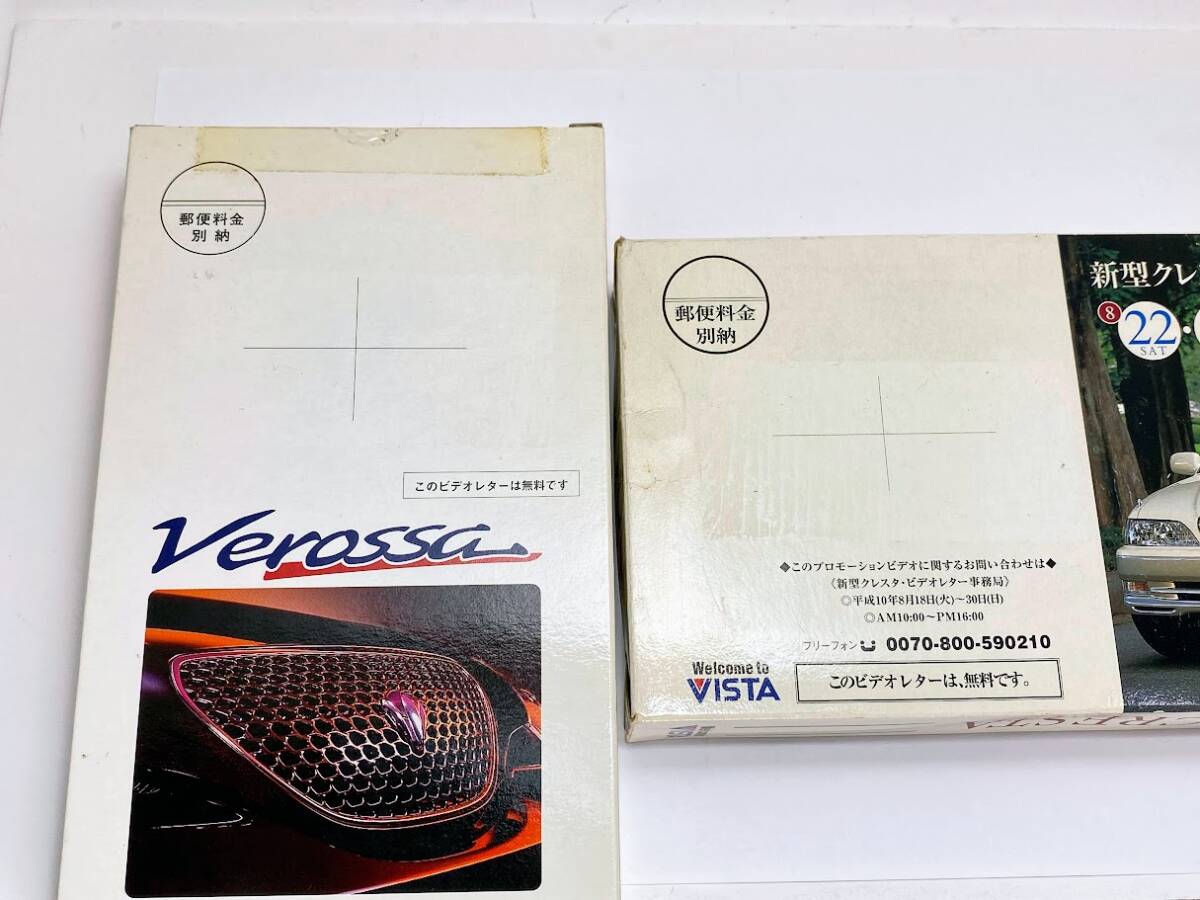 郵便料金
別納
このビデオレターは無料です
Verossa
郵便料金
別納
新型クレ
8
22
SAT
◆このプロモーションビデオに関するお問い合わせは◆
《新型クレスタ・ビデオレター事務局》
◎平成10年8月18日(火)〜30日(日)
◎AM10:00〜PM16:00
フリーフォン 0070-800-590210
Welcome to
VISTA
このビデオレターは、無料です。